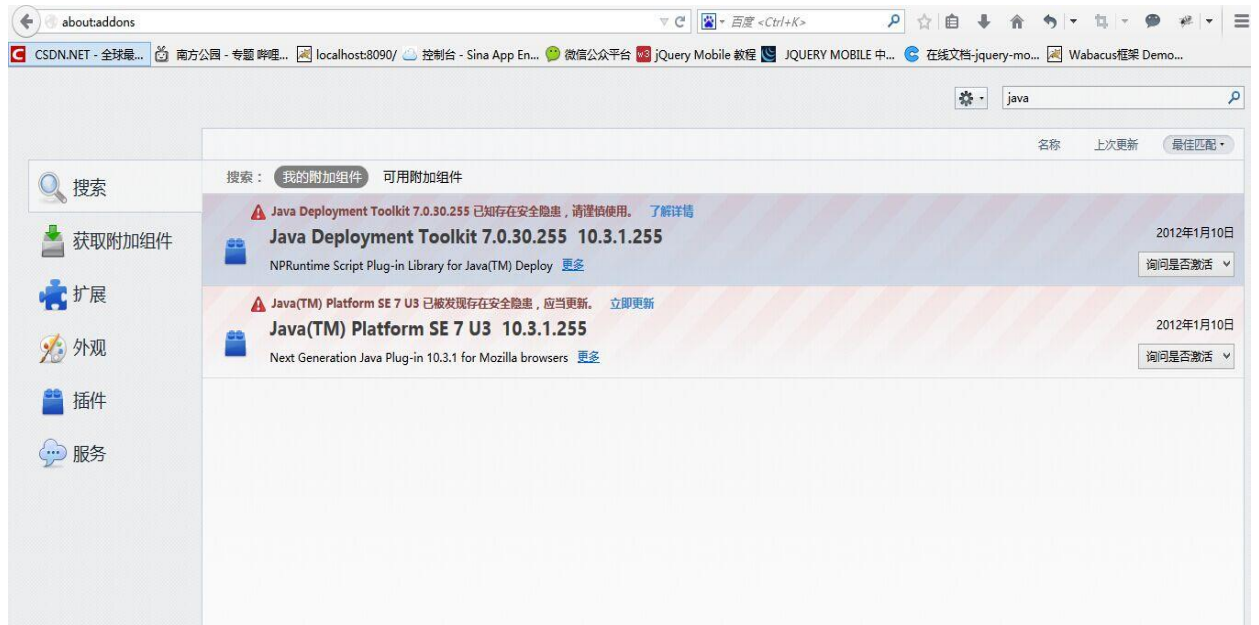 about:addons
百度 <Ctrl+K>
CSDN.NET - 全球最... 南方公园 - 专题 哔哩... localhost:8090/ 控制台 - Sina App En... 微信公众平台 w3 jQuery Mobile 教程 JQUERY MOBILE 中... 在线文档-jquery-mo... Wabacus框架 Demo...
java
名称 上次更新 最佳匹配
搜索
搜索： 我的附加组件 可用附加组件
Java Deployment Toolkit 7.0.30.255 已知存在安全隐患，请谨慎使用。 了解详情
获取附加组件
Java Deployment Toolkit 7.0.30.255 10.3.1.255
2012年1月10日
NPRuntime Script Plug-in Library for Java(TM) Deploy 更多
询问是否激活
扩展
Java(TM) Platform SE 7 U3 已被发现存在安全隐患，应当更新。 立即更新
Java(TM) Platform SE 7 U3 10.3.1.255
2012年1月10日
外观
Next Generation Java Plug-in 10.3.1 for Mozilla browsers 更多
询问是否激活
插件
服务